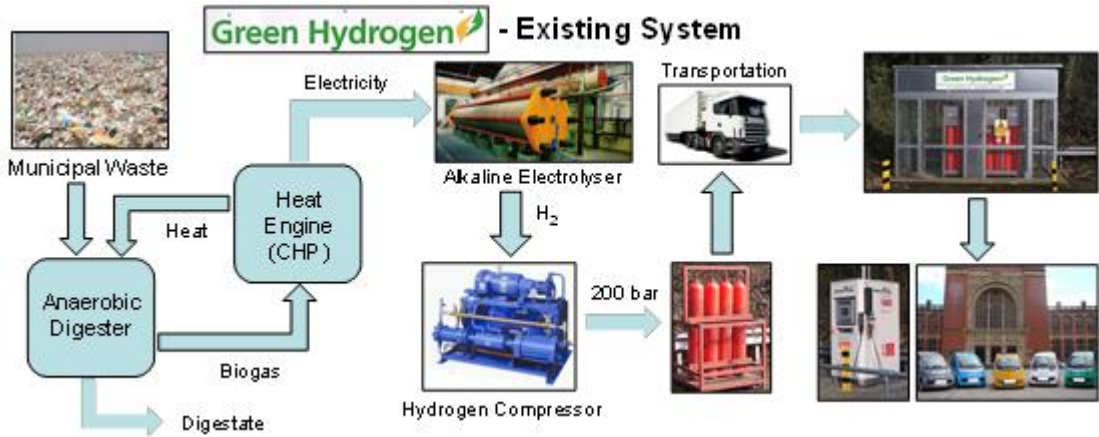 Green Hydrogen - Existing System
Municipal Waste
Electricity
Alkaline Electrolyser
Transportation
Green Hydrogen
Heat
Heat
Engine
(CHP)
H₂
Anaerobic
Digester
Biogas
Digestate
200 bar
Hydrogen Compressor